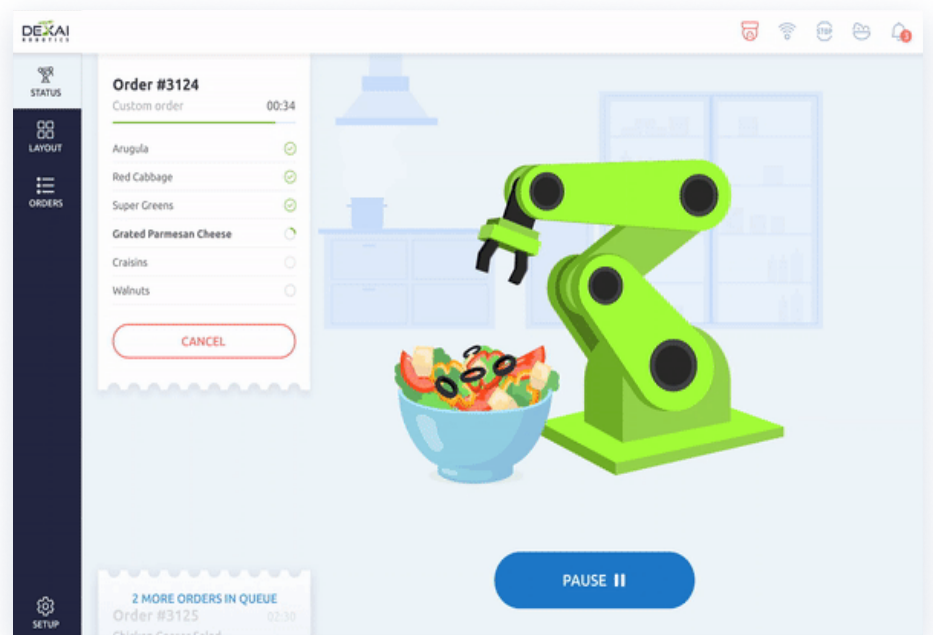 DEXAI
ROBOTICS
STOP
3
STATUS
LAYOUT
ORDERS
SETUP
Order #3124
Custom order 00:34
Arugula
Red Cabbage
Super Greens
Grated Parmesan Cheese
Craisins
Walnuts
CANCEL
2 MORE ORDERS IN QUEUE
Order #3125 02:30
PAUSE